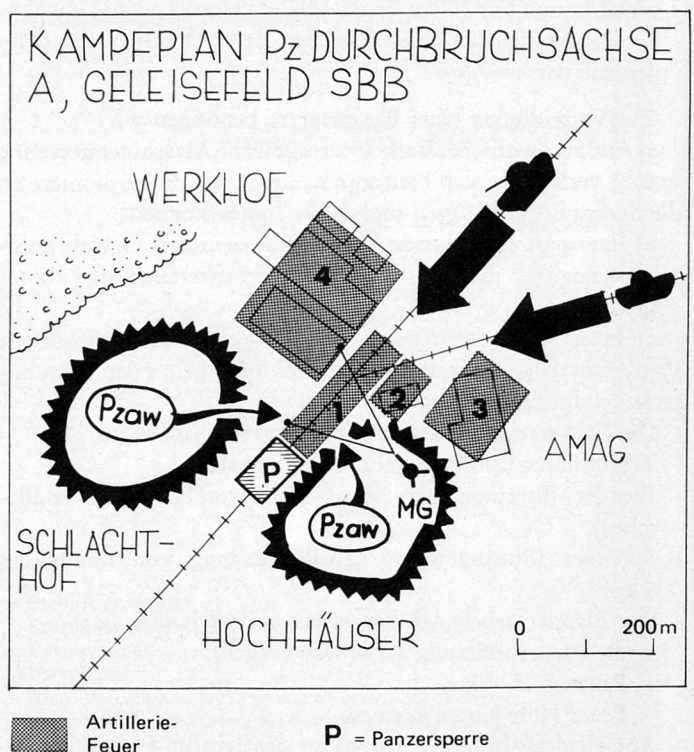 KAMPFPLAN Pz DURCHBRUCHSACHSE
A, GELEISEFELD SBB
WERKHOF
4
Pzaw
1
2
3
P
AMAG
MG
Pzaw
SCHLACHT-
HOF
HOCHHÄUSER
0 200m
Artillerie-
Feuer
P = Panzersperre